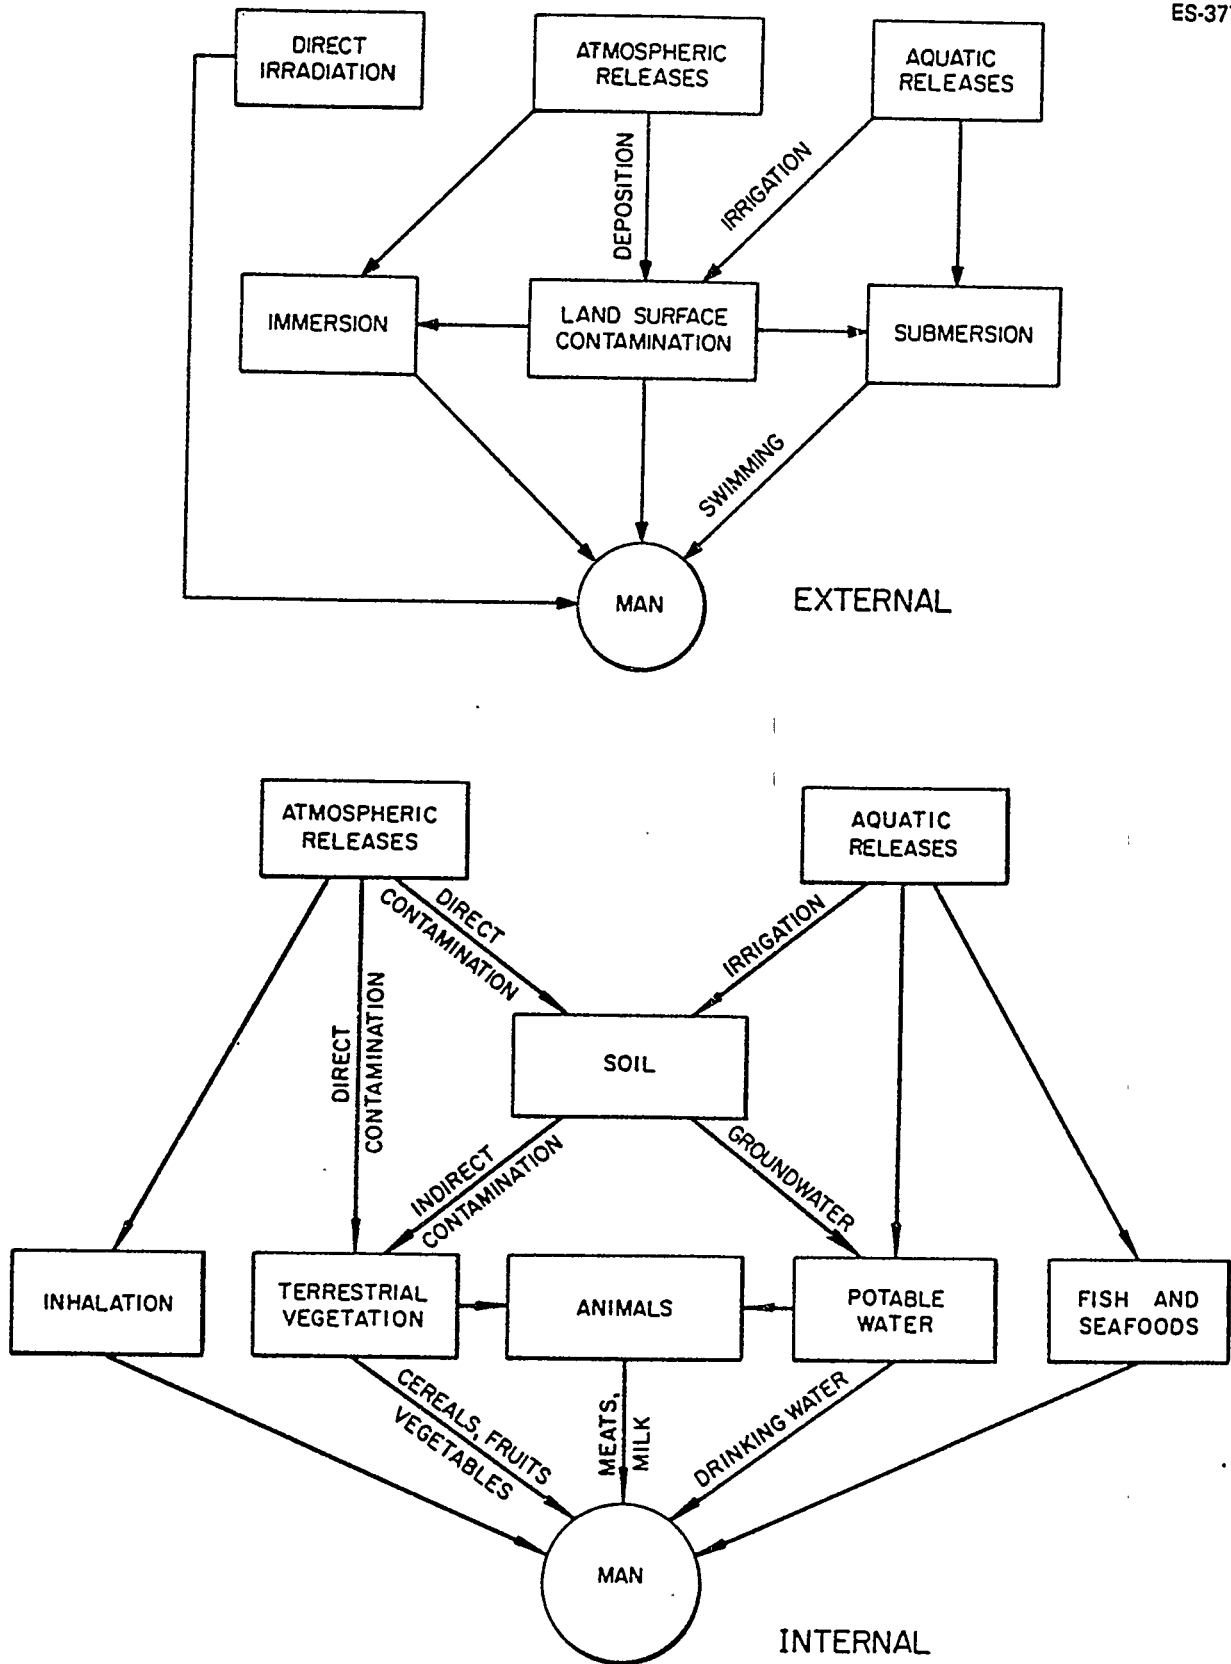 ES-377
DIRECT
IRRADIATION
ATMOSPHERIC
RELEASES
AQUATIC
RELEASES
DEPOSITION
IRRIGATION
IMMERSION
LAND SURFACE
CONTAMINATION
SUBMERSION
SWIMMING
MAN
EXTERNAL
ATMOSPHERIC
RELEASES
AQUATIC
RELEASES
DIRECT
CONTAMINATION
IRRIGATION
DIRECT
CONTAMINATION
SOIL
INDIRECT
CONTAMINATION
GROUNDWATER
INHALATION
TERRESTRIAL
VEGETATION
ANIMALS
POTABLE
WATER
FISH AND
SEAFOODS
CEREALS, FRUITS
VEGETABLES
MEATS,
MILK
DRINKING WATER
MAN
INTERNAL